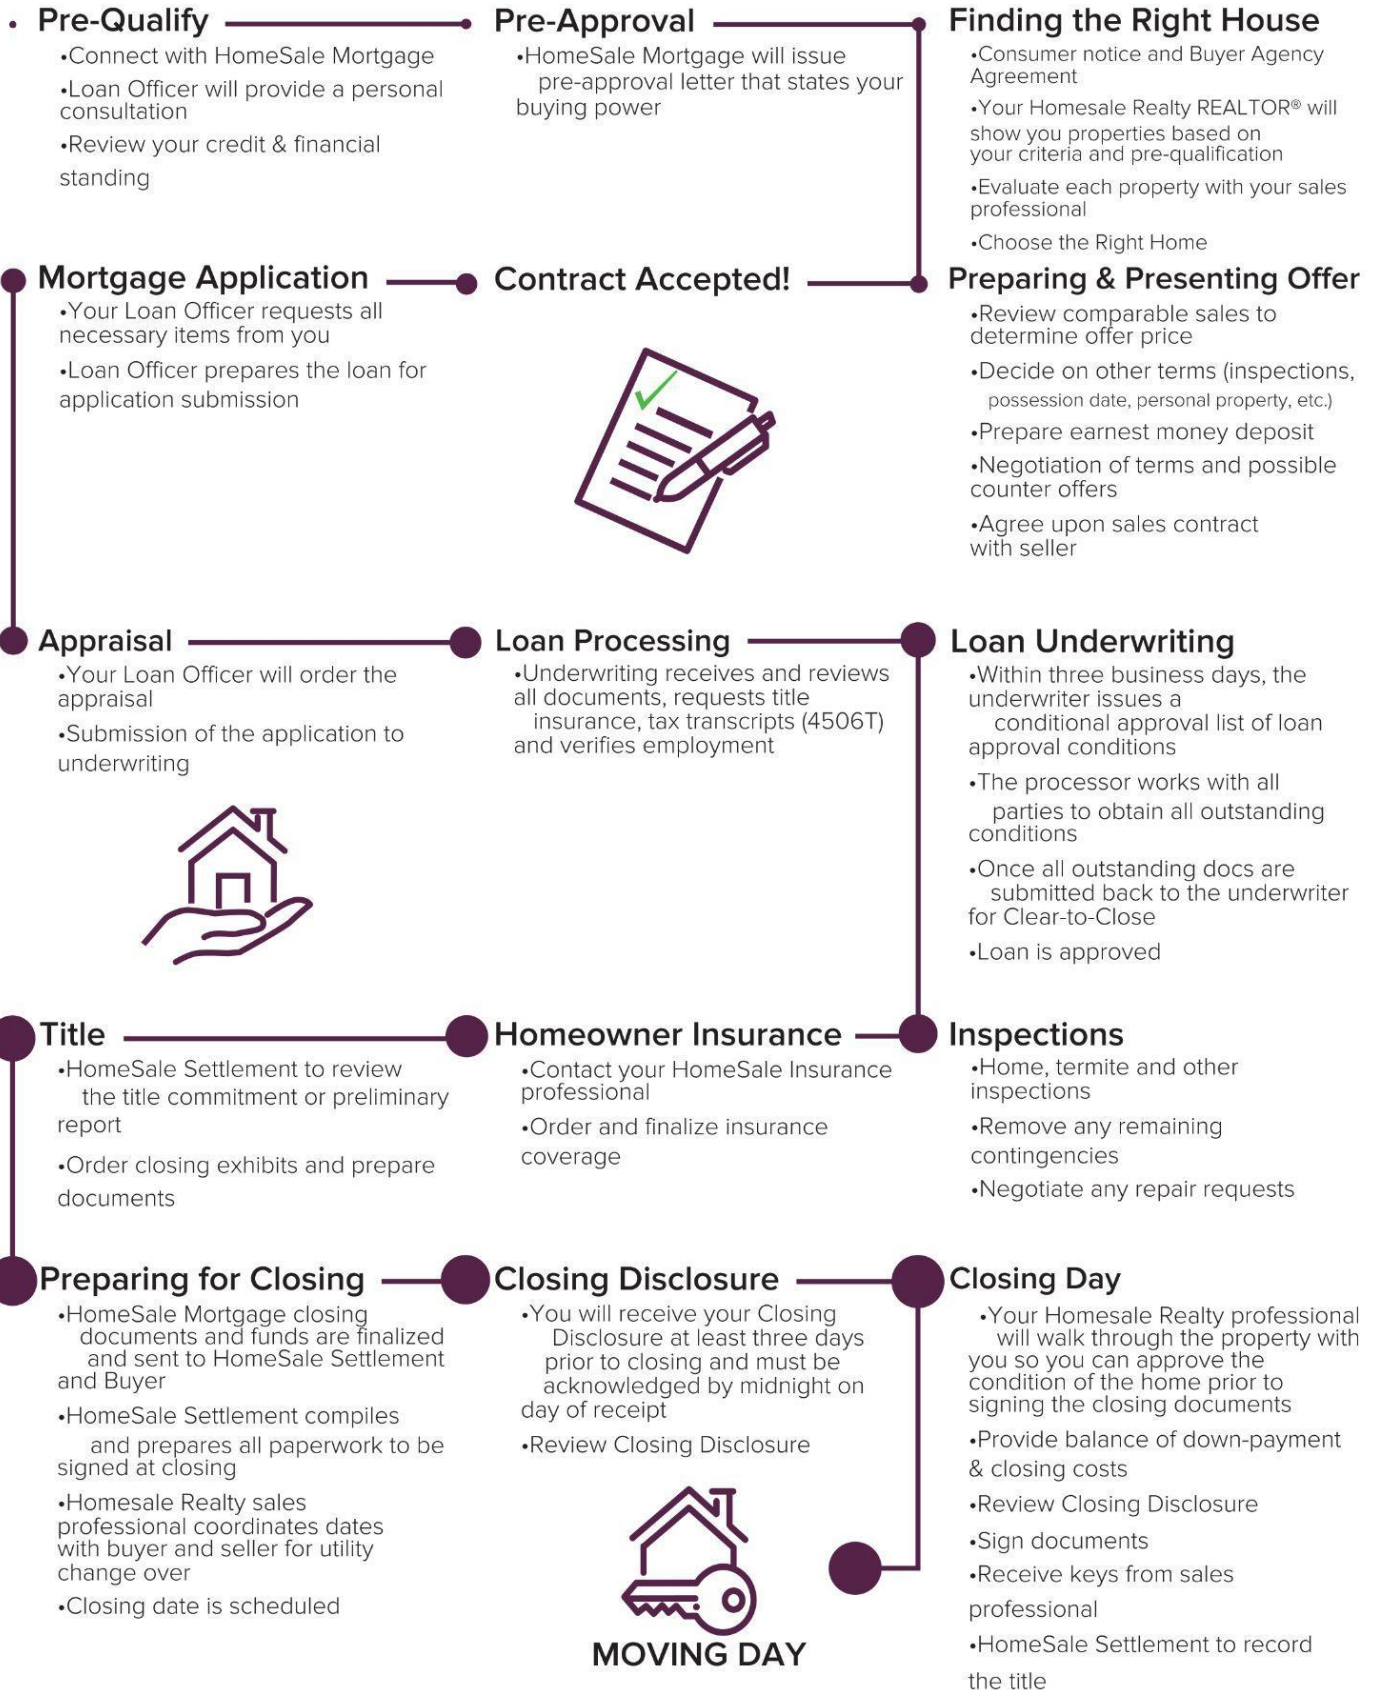 Pre-Qualify
•Connect with HomeSale Mortgage
•Loan Officer will provide a personal
consultation
•Review your credit & financial
standing
Pre-Approval
•HomeSale Mortgage will issue
pre-approval letter that states your
buying power
Finding the Right House
•Consumer notice and Buyer Agency
Agreement
•Your Homesale Realty REALTOR® will
show you properties based on
your criteria and pre-qualification
•Evaluate each property with your sales
professional
•Choose the Right Home
Mortgage Application
•Your Loan Officer requests all
necessary items from you
•Loan Officer prepares the loan for
application submission
Contract Accepted!
Preparing & Presenting Offer
•Review comparable sales to
determine offer price
•Decide on other terms (inspections,
possession date, personal property, etc.)
•Prepare earnest money deposit
•Negotiation of terms and possible
counter offers
•Agree upon sales contract
with seller
Appraisal
•Your Loan Officer will order the
appraisal
•Submission of the application to
underwriting
Loan Processing
•Underwriting receives and reviews
all documents, requests title
insurance, tax transcripts (4506T)
and verifies employment
Loan Underwriting
•Within three business days, the
underwriter issues a
conditional approval list of loan
approval conditions
•The processor works with all
parties to obtain all outstanding
conditions
•Once all outstanding docs are
submitted back to the underwriter
for Clear-to-Close
•Loan is approved
Title
•HomeSale Settlement to review
the title commitment or preliminary
report
•Order closing exhibits and prepare
documents
Homeowner Insurance
•Contact your HomeSale Insurance
professional
•Order and finalize insurance
coverage
Inspections
•Home, termite and other
inspections
•Remove any remaining
contingencies
•Negotiate any repair requests
Preparing for Closing
•HomeSale Mortgage closing
documents and funds are finalized
and sent to HomeSale Settlement
and Buyer
•HomeSale Settlement compiles
and prepares all paperwork to be
signed at closing
•Homesale Realty sales
professional coordinates dates
with buyer and seller for utility
change over
•Closing date is scheduled
Closing Disclosure
•You will receive your Closing
Disclosure at least three days
prior to closing and must be
acknowledged by midnight on
day of receipt
•Review Closing Disclosure
MOVING DAY
Closing Day
•Your Homesale Realty professional
will walk through the property with
you so you can approve the
condition of the home prior to
signing the closing documents
•Provide balance of down-payment
& closing costs
•Review Closing Disclosure
•Sign documents
•Receive keys from sales
professional
•HomeSale Settlement to record
the title